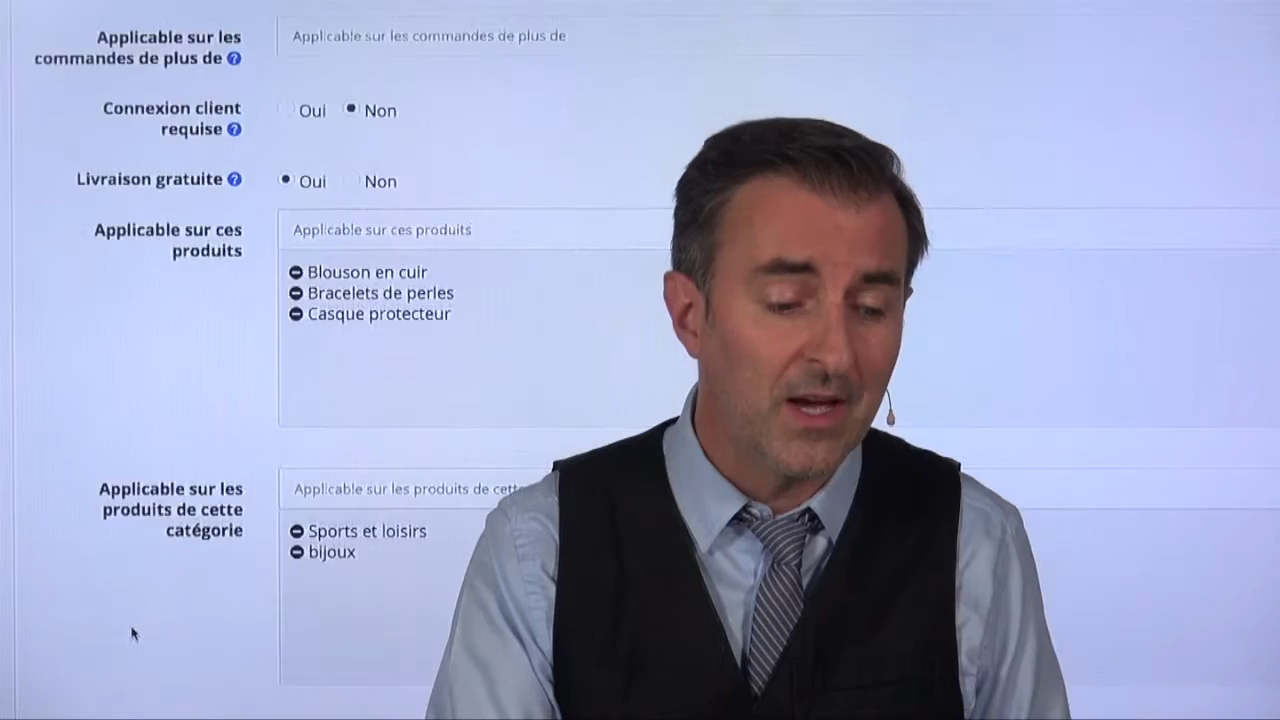 Applicable sur les
commandes de plus de ?
Applicable sur les commandes de plus de
Connexion client
requise ?
Oui Non
Livraison gratuite ?
Oui Non
Applicable sur ces
produits
Applicable sur ces produits
Blouson en cuir
Bracelets de perles
Casque protecteur
Applicable sur les
produits de cette
catégorie
Applicable sur les produits de cette
Sports et loisirs
bijoux